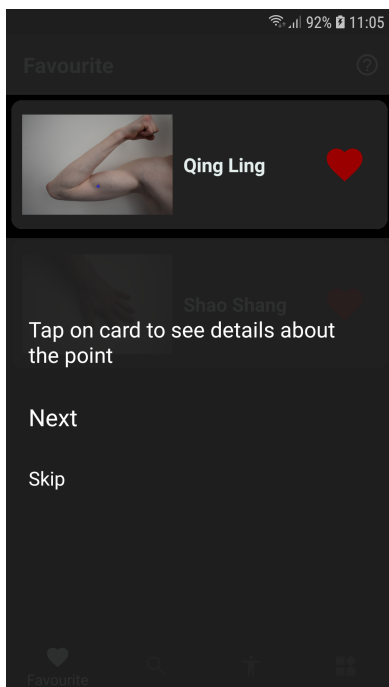 92% 11:05
Favourite
Qing Ling
Shao Shang
Tap on card to see details about
the point
Next
Skip
Favourite